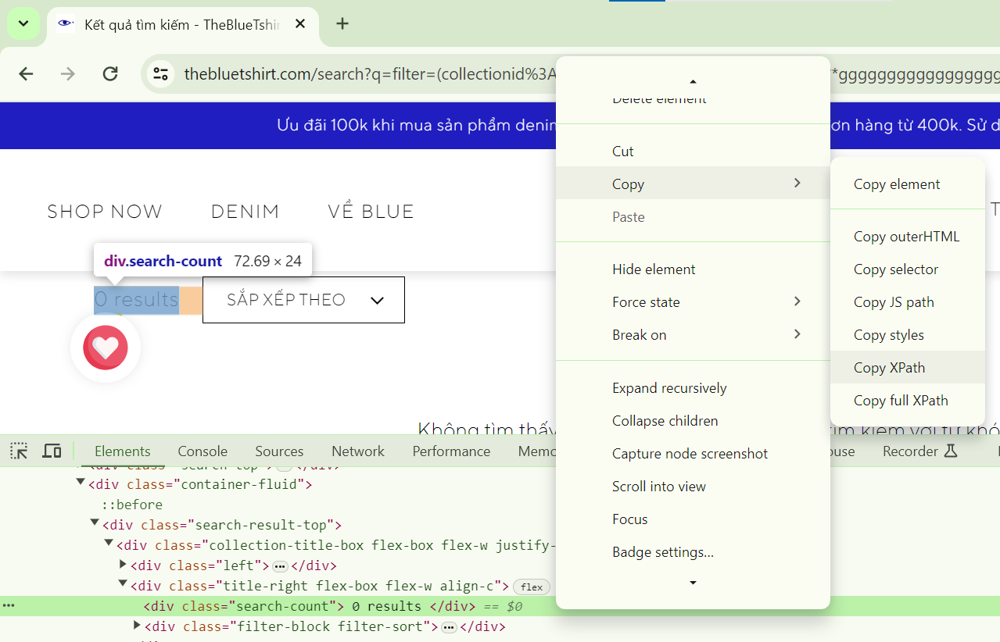 Kết quả tìm kiếm - TheBlueTshir
thebluetshirt.com/search?q=filter=(collectionid%3A
*ggggggggggggggggg
Delete element
Ưu đãi 100k khi mua sản phẩm denim
ơn hàng từ 400k. Sử d
Cut
Copy
Paste
Copy element
SHOP NOW
DENIM
VỀ BLUE
T
Copy outerHTML
div.search-count 72.69 × 24
Hide element
Copy selector
0 results
SẮP XẾP THEO
Force state
Copy JS path
Break on
Copy styles
Copy XPath
Expand recursively
Copy full XPath
Collapse children
Không tìm thấy
tìm kiếm với từ khó
Elements
Console
Sources
Network
Performance
Memo
Capture node screenshot
ouse
Recorder
<div class="search-top">…</div>
<div class="container-fluid">
Scroll into view
::before
Focus
<div class="search-result-top">
<div class="collection-title-box flex-box flex-w justify-
Badge settings...
<div class="left">…</div>
<div class="title-right flex-box flex-w align-c"> flex
<div class="search-count"> 0 results </div> == $0
<div class="filter-block filter-sort">…</div>